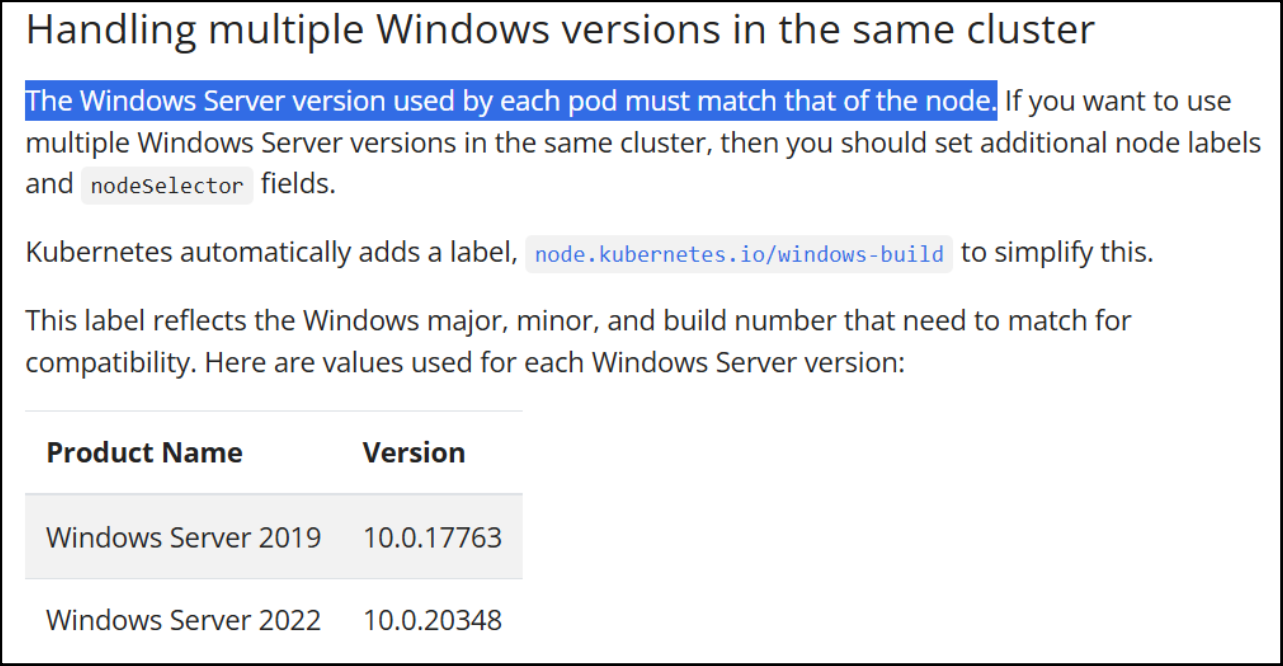 Handling multiple Windows versions in the same cluster
The Windows Server version used by each pod must match that of the node. If you want to use
multiple Windows Server versions in the same cluster, then you should set additional node labels
and nodeSelector fields.
Kubernetes automatically adds a label, node.kubernetes.io/windows-build to simplify this.
This label reflects the Windows major, minor, and build number that need to match for
compatibility. Here are values used for each Windows Server version:
Product Name Version
Windows Server 2019 10.0.17763
Windows Server 2022 10.0.20348